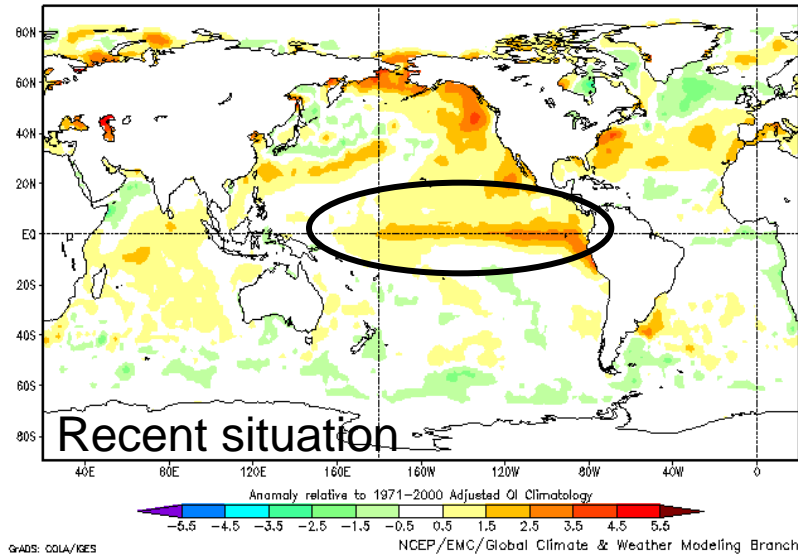 80N
60N
40N
20N
EQ
20S
40S
60S
80S
Recent situation
40E 80E 120E 160E 160W 120W 80W 40W 0
Anomaly relative to 1971-2000 Adjusted OI Climatology
-5.5 -4.5 -3.5 -2.5 -1.5 -0.5 0.5 1.5 2.5 3.5 4.5 5.5
GrADS: COLA/IGES
NCEP/EMC/Global Climate & Weather Modeling Branch